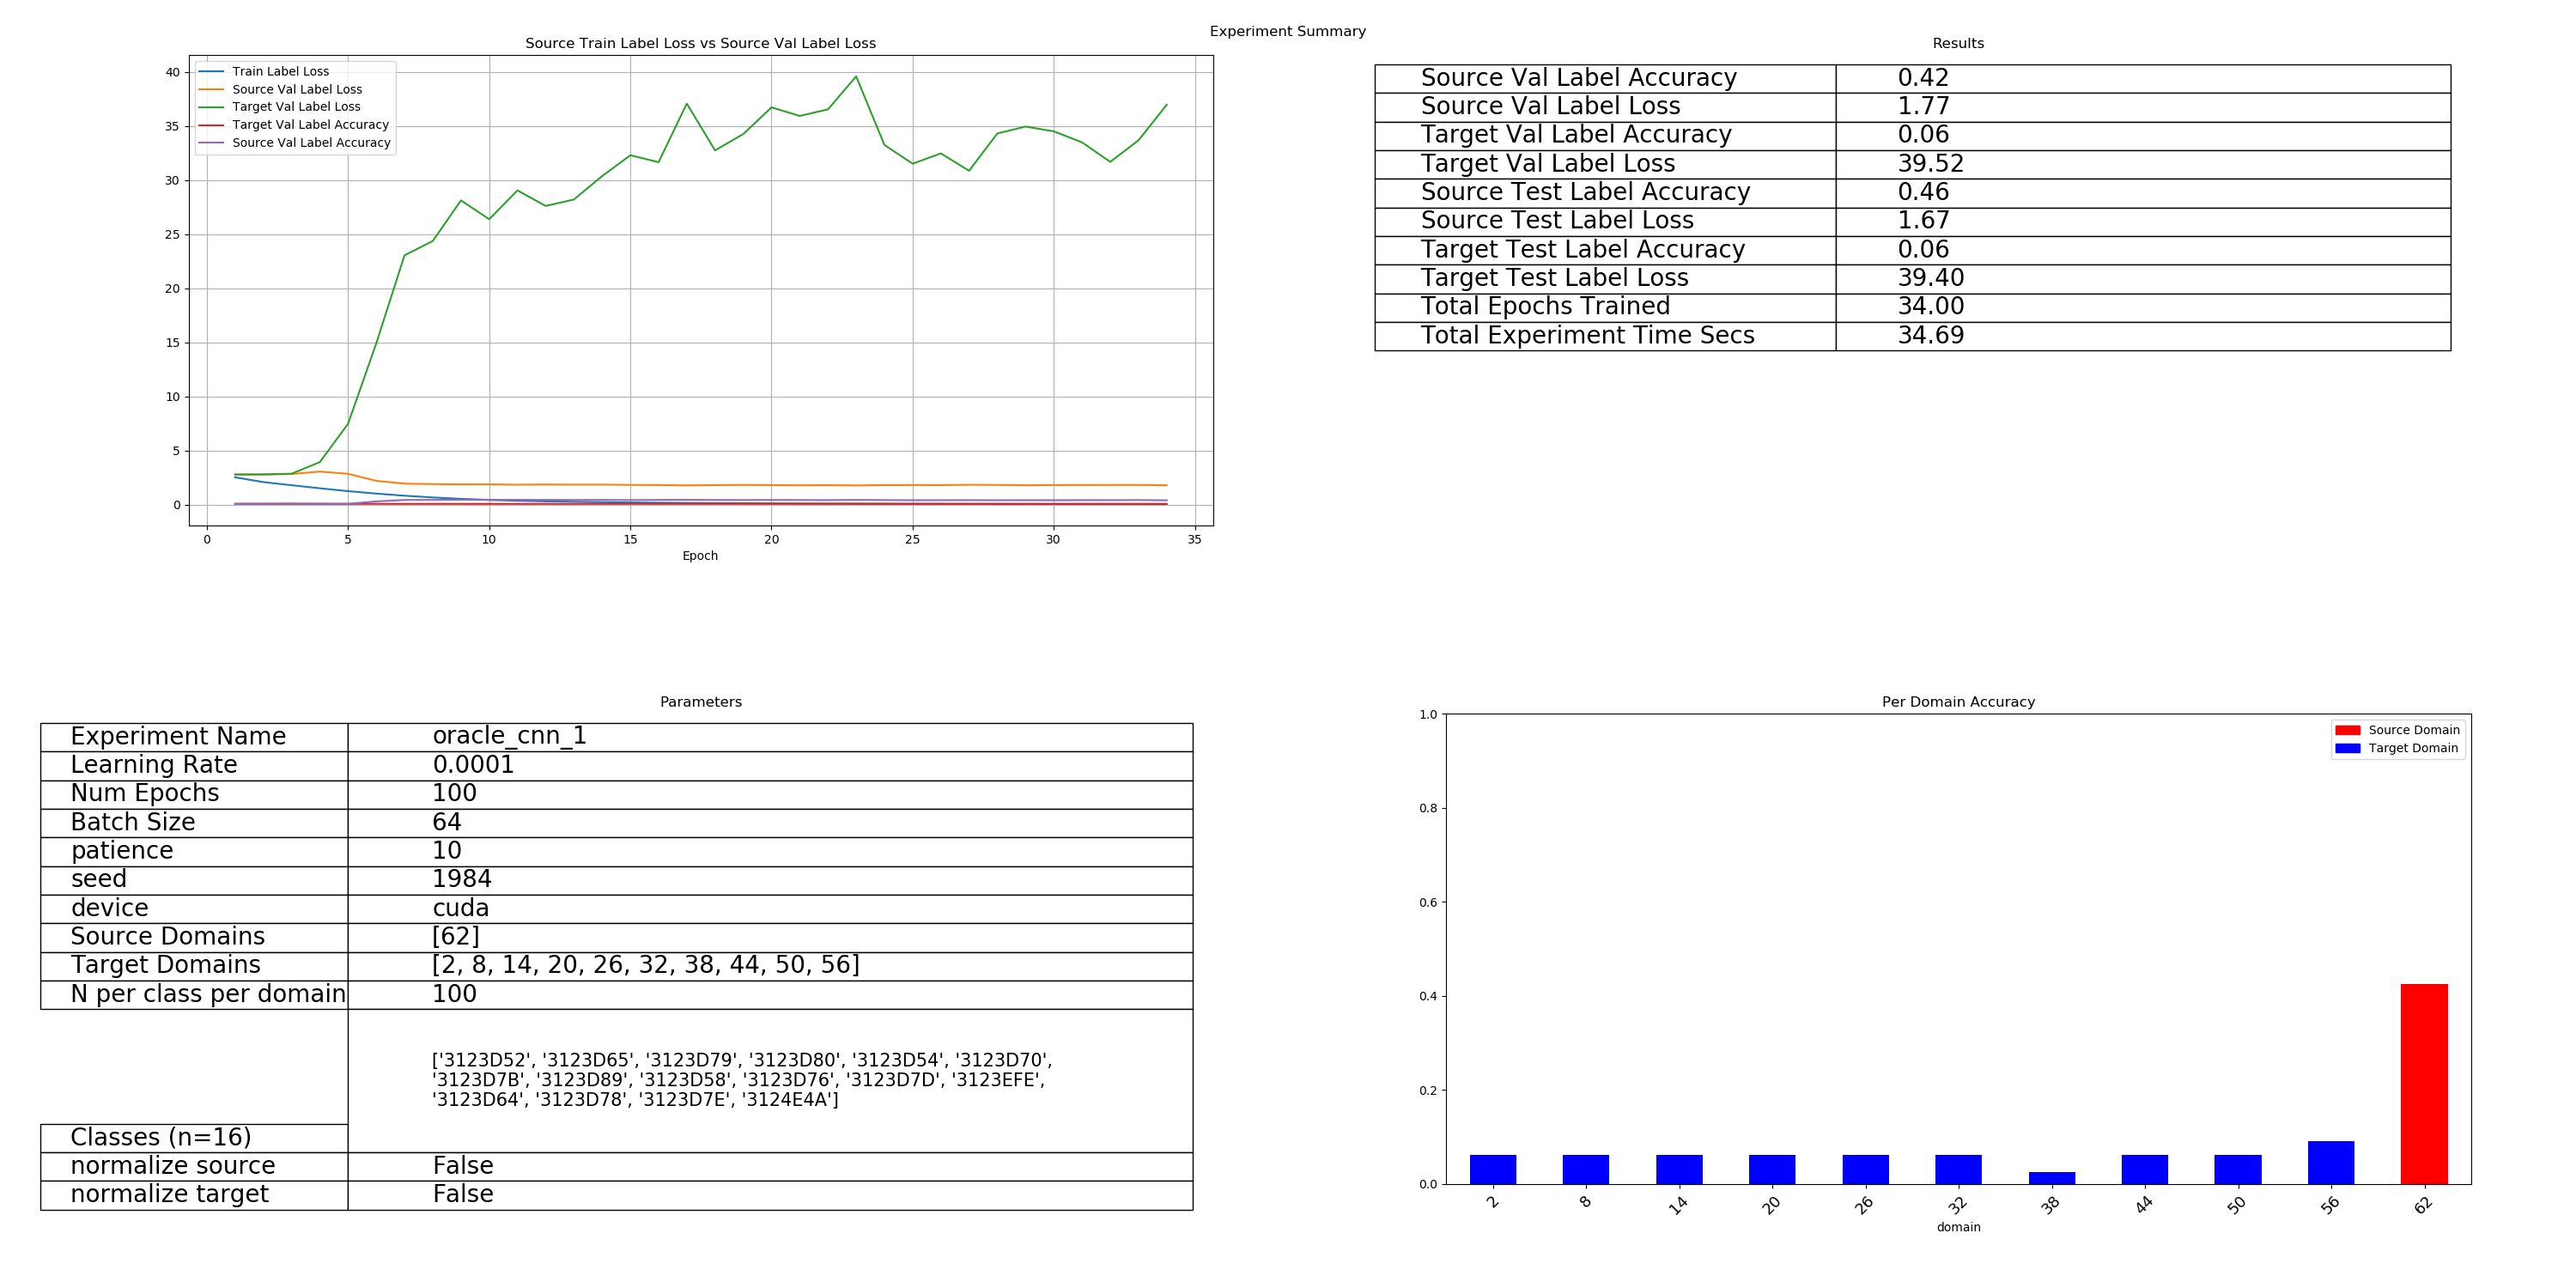 Experiment Summary
Source Train Label Loss vs Source Val Label Loss
Train Label Loss
Source Val Label Loss
Target Val Label Loss
Target Val Label Accuracy
Source Val Label Accuracy
40
35
30
25
20
15
10
5
0
0 5 10 15 20 25 30 35
Epoch
Results
Source Val Label Accuracy 0.42
Source Val Label Loss 1.77
Target Val Label Accuracy 0.06
Target Val Label Loss 39.52
Source Test Label Accuracy 0.46
Source Test Label Loss 1.67
Target Test Label Accuracy 0.06
Target Test Label Loss 39.40
Total Epochs Trained 34.00
Total Experiment Time Secs 34.69
Parameters
Experiment Name oracle_cnn_1
Learning Rate 0.0001
Num Epochs 100
Batch Size 64
patience 10
seed 1984
device cuda
Source Domains [62]
Target Domains [2, 8, 14, 20, 26, 32, 38, 44, 50, 56]
N per class per domain 100
['3123D52', '3123D65', '3123D79', '3123D80', '3123D54', '3123D70',
'3123D7B', '3123D89', '3123D58', '3123D76', '3123D7D', '3123EFE',
'3123D64', '3123D78', '3123D7E', '3124E4A']
Classes (n=16)
normalize source False
normalize target False
Per Domain Accuracy
Source Domain
Target Domain
1.0
0.8
0.6
0.4
0.2
0.0
2 8 14 20 26 32 38 44 50 56 62
domain